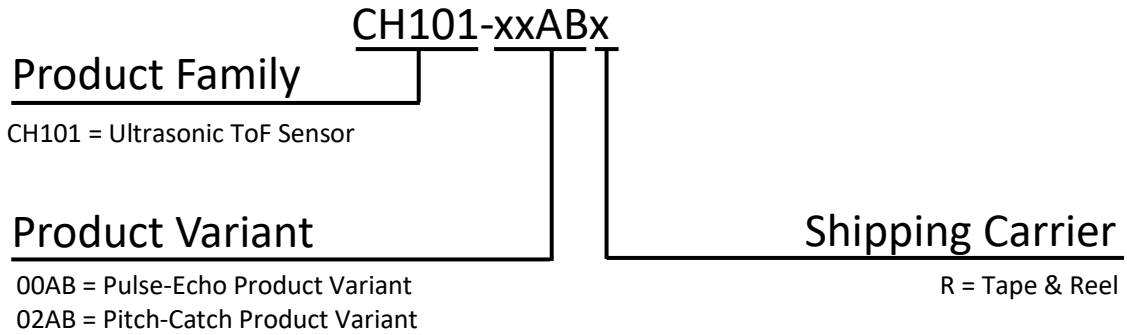 CH101-xxABx
Product Family
CH101 = Ultrasonic ToF Sensor
Product Variant
00AB = Pulse-Echo Product Variant
02AB = Pitch-Catch Product Variant
Shipping Carrier
R = Tape & Reel